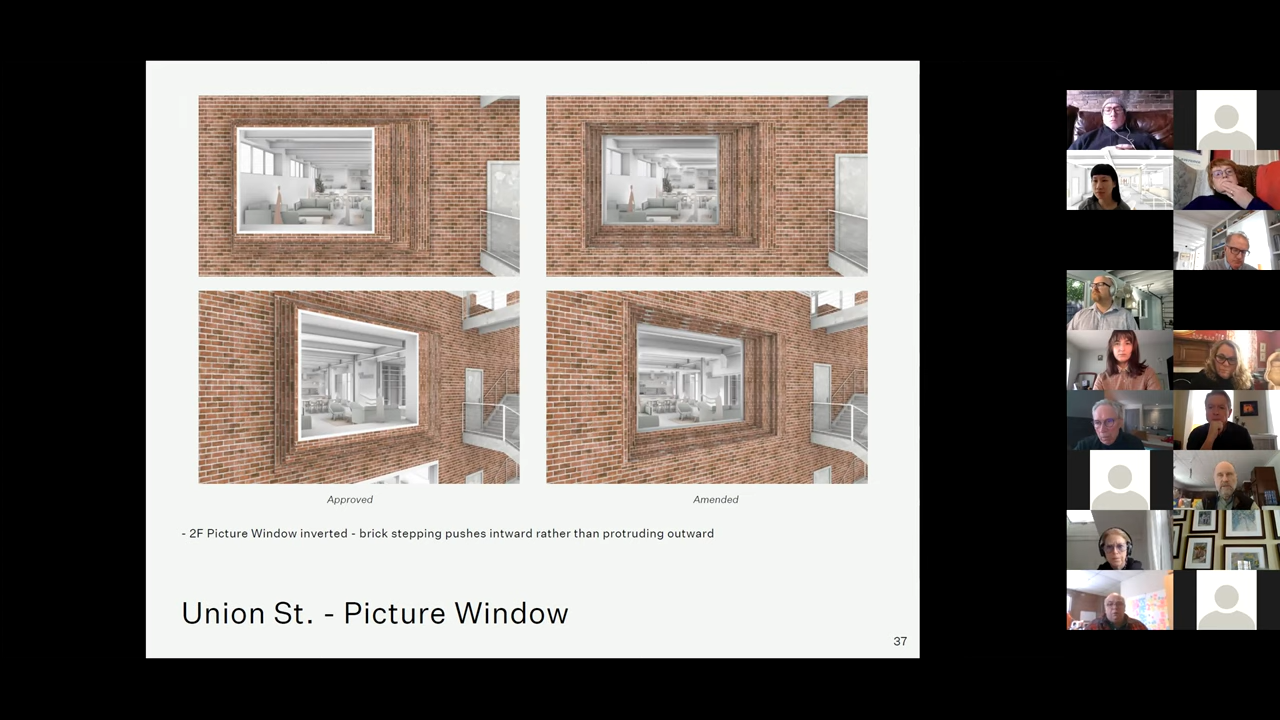 Approved
Amended
- 2F Picture Window inverted - brick stepping pushes intward rather than protruding outward
Union St. - Picture Window
37